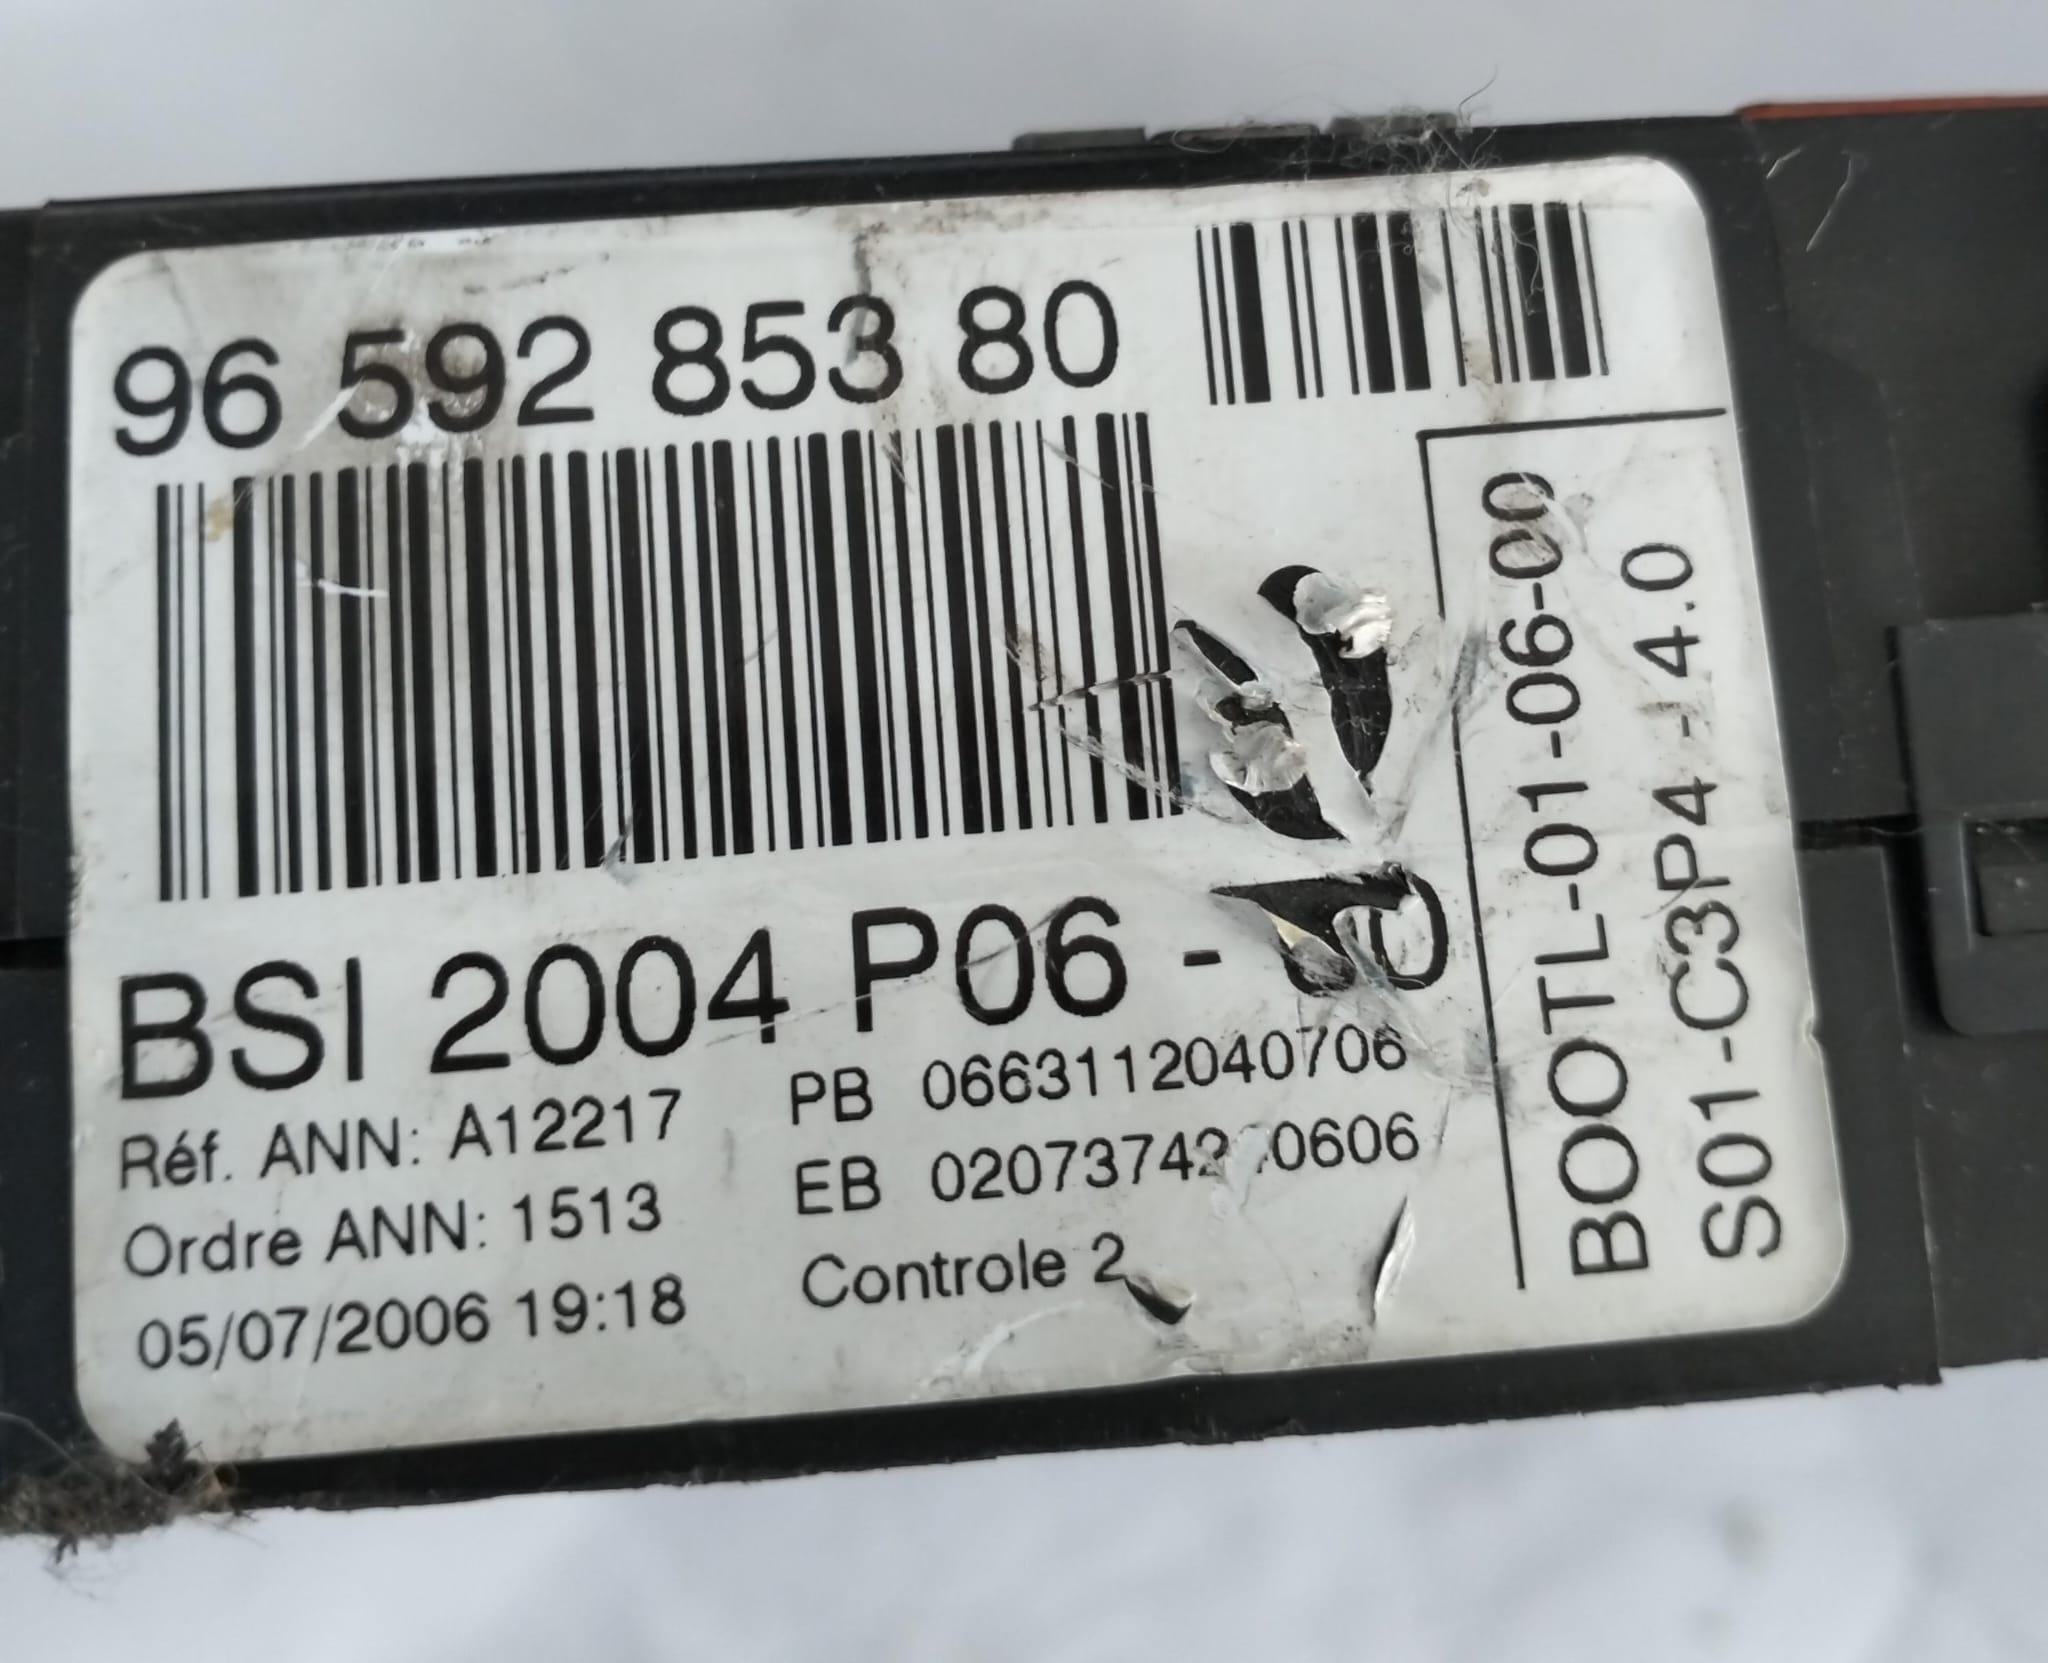 96 592 853 80
BSI 2004 P06 -
Réf. ANN: A12217
Ordre ANN: 1513
05/07/2006 19:18
PB 0663112040706
EB
Controle 2
BOOTL-01-06-00
S01-C3P4 - 4.0